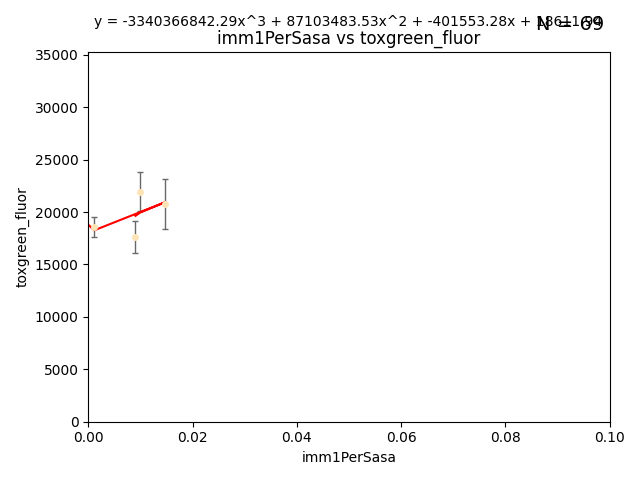 y = -3340366842.29x^3 + 87103483.53x^2 + -401553.28x + 18611.94
N = 69
imm1PerSasa vs toxgreen_fluor
35000
30000
25000
20000
15000
10000
5000
0
toxgreen_fluor
0.00 0.02 0.04 0.06 0.08 0.10
imm1PerSasa